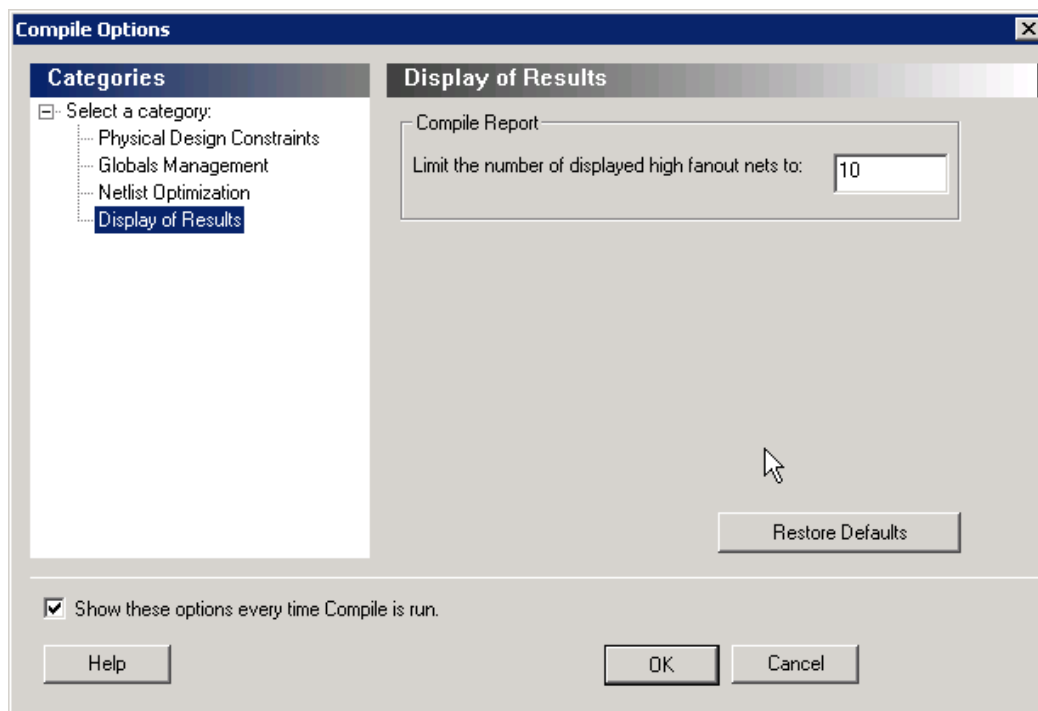 Compile Options
Categories
Select a category:
Physical Design Constraints
Globals Management
Netlist Optimization
Display of Results
Display of Results
Compile Report
Limit the number of displayed high fanout nets to: 10
Restore Defaults
Show these options every time Compile is run.
Help
OK
Cancel